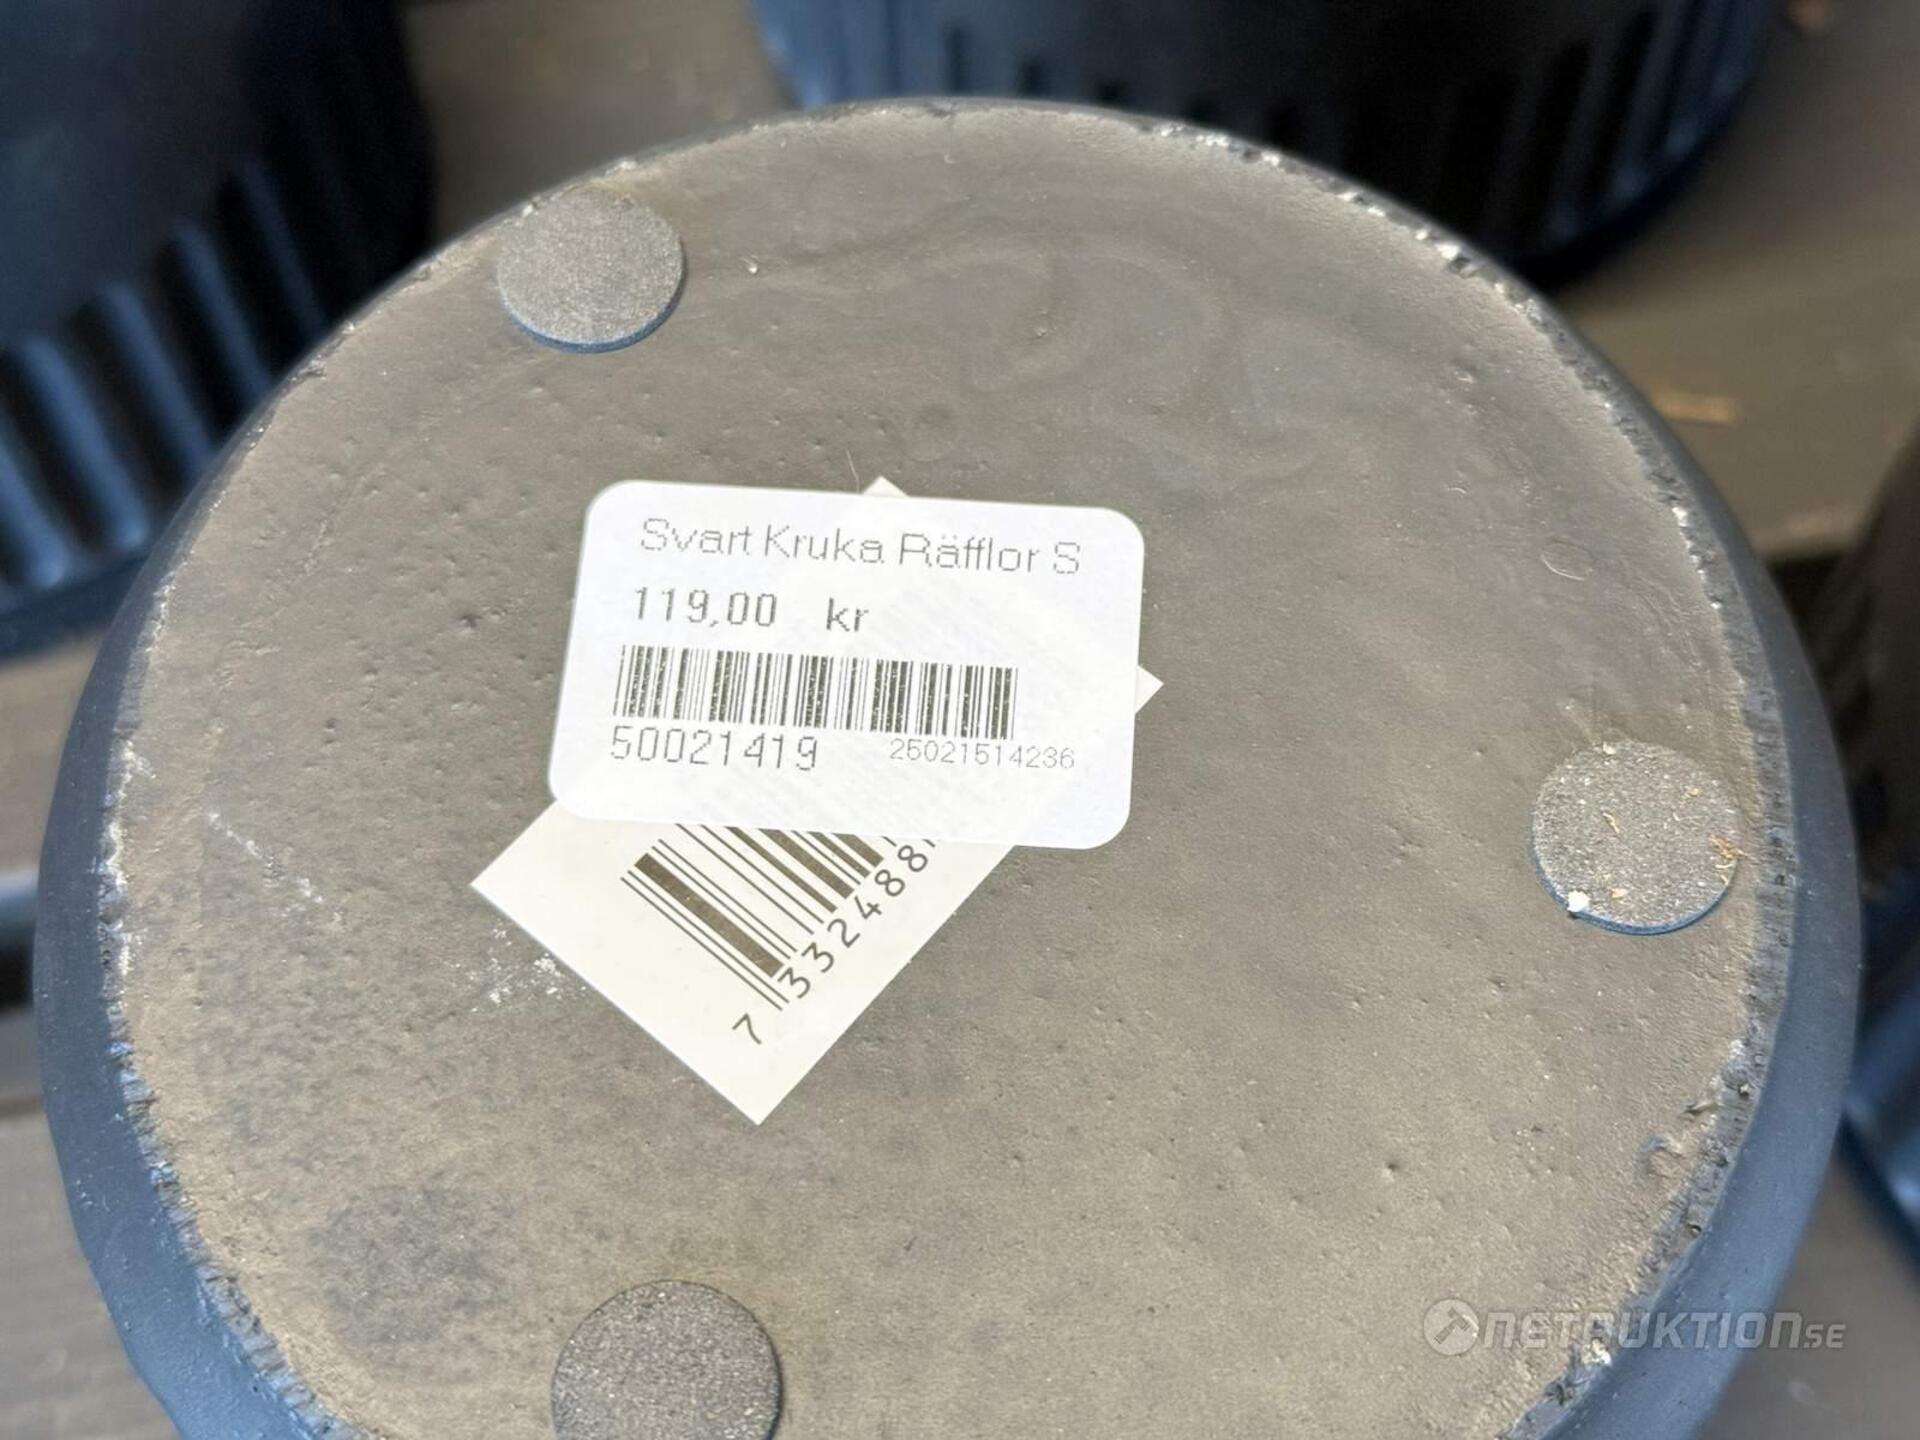 Svart Kruka Räfflor S
119,00 kr
50021419 25021514236
7 332488
NETAUKTION.SE